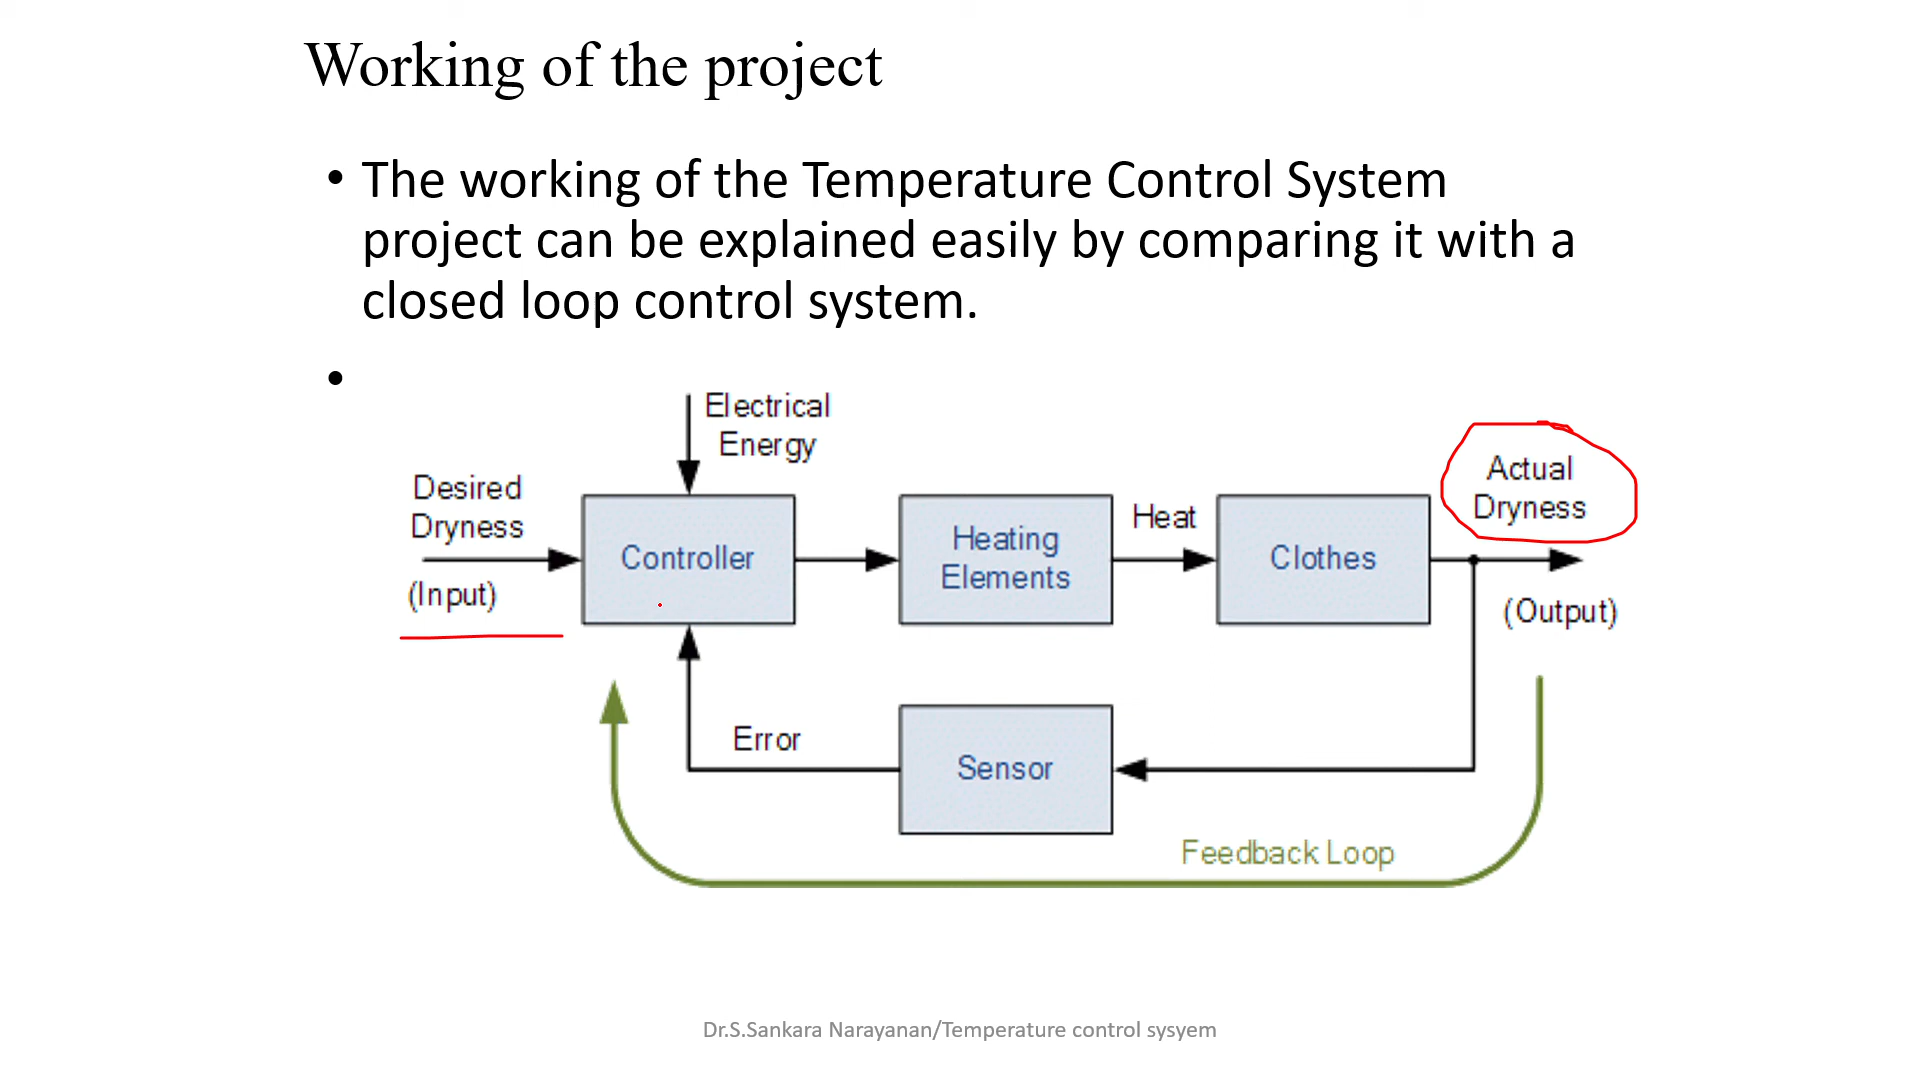 Working of the project
• The working of the Temperature Control System
project can be explained easily by comparing it with a
closed loop control system.
•
Electrical
Energy
Desired
Dryness
(Input)
Controller
Heating
Elements
Heat
Clothes
Actual
Dryness
(Output)
Error
Sensor
Feedback Loop
Dr.S.Sankara Narayanan/Temperature control sysyem